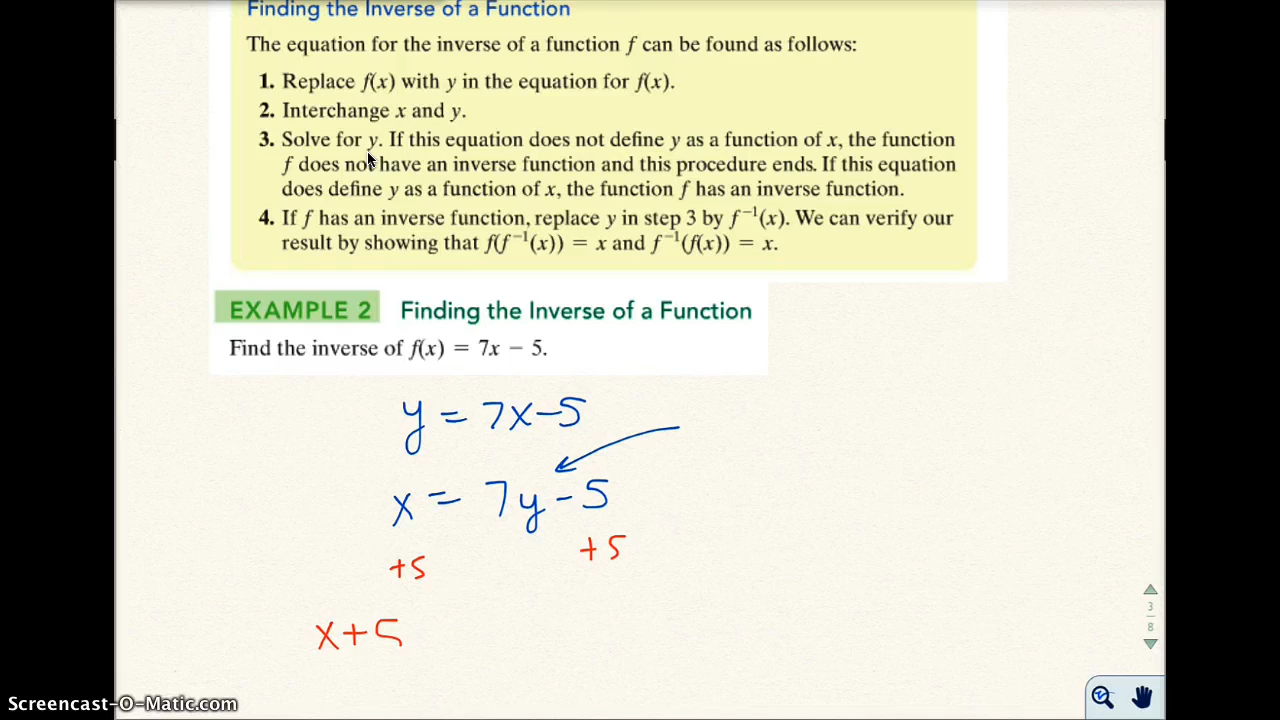 Finding the Inverse of a Function
The equation for the inverse of a function f can be found as follows:
1. Replace f(x) with y in the equation for f(x).
2. Interchange x and y.
3. Solve for y. If this equation does not define y as a function of x, the function
f does not have an inverse function and this procedure ends. If this equation
does define y as a function of x, the function f has an inverse function.
4. If f has an inverse function, replace y in step 3 by f⁻¹(x). We can verify our
result by showing that f(f⁻¹(x)) = x and f⁻¹(f(x)) = x.
EXAMPLE 2 Finding the Inverse of a Function
Find the inverse of f(x) = 7x − 5.
y = 7x−5
x = 7y−5
+5 +5
x+5
3
8
Screencast-O-Matic.com